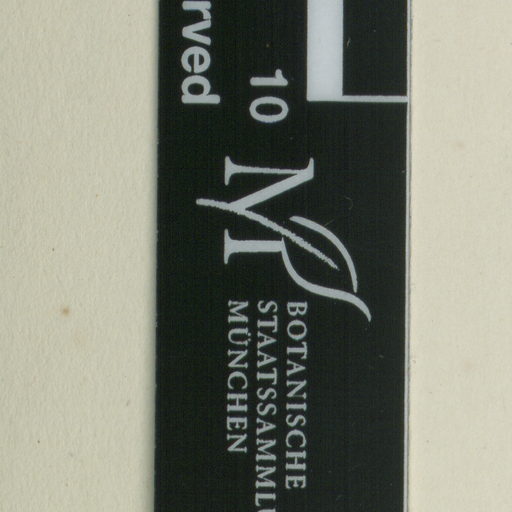 rved
10
M
BOTANISCHE
STAATSSAMMLU
MÜNCHEN